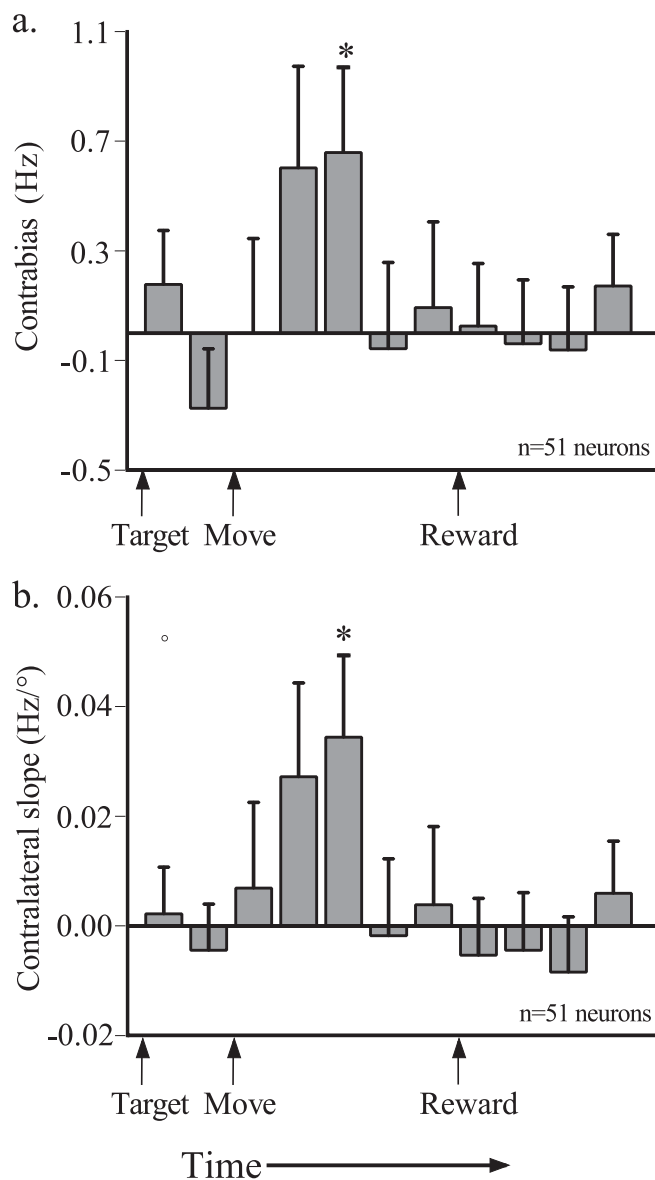 a.
1.1
*
0.7
Contrabias (Hz)
0.3
-0.1
n=51 neurons
-0.5
Target Move Reward
b.
0.06
*
0.04
Contralateral slope (Hz/°)
0.02
0.00
n=51 neurons
-0.02
Target Move Reward
Time